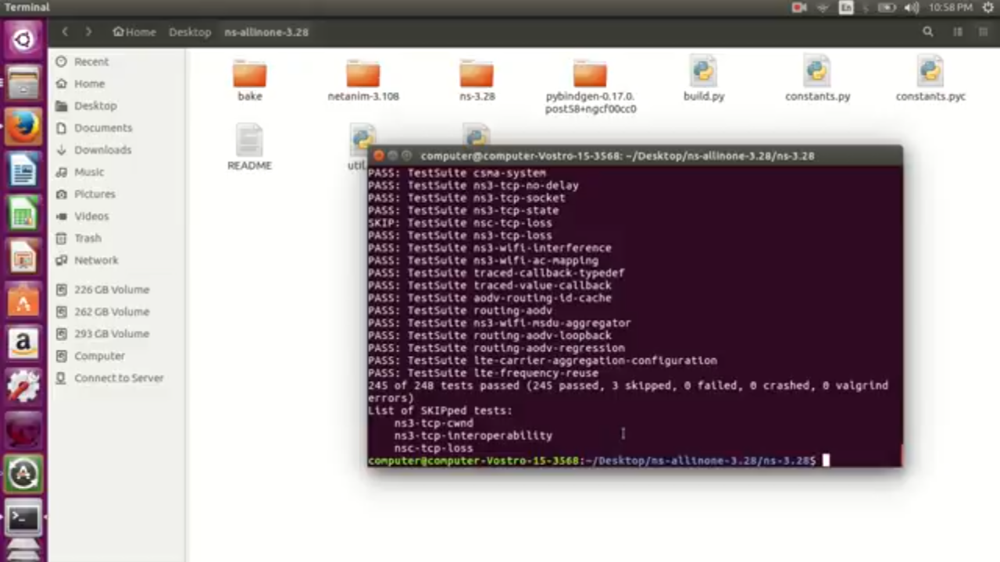 Terminal
En
10:58 PM
Home
Desktop
ns-allinone-3.28
Recent
Home
Desktop
Documents
Downloads
Music
Pictures
Videos
Trash
Network
226 GB Volume
262 GB Volume
293 GB Volume
Computer
Connect to Server
bake
netanim-3.108
ns-3.28
pybindgen-0.17.0.
post58+ngcf00cc0
build.py
constants.py
constants.pyc
README
util
computer@computer-Vostro-15-3568: ~/Desktop/ns-allinone-3.28/ns-3.28
PASS: TestSuite csma-system
PASS: TestSuite ns3-tcp-no-delay
PASS: TestSuite ns3-tcp-socket
PASS: TestSuite ns3-tcp-state
SKIP: TestSuite nsc-tcp-loss
PASS: TestSuite ns3-tcp-loss
PASS: TestSuite ns3-wifi-interference
PASS: TestSuite ns3-wifi-ac-mapping
PASS: TestSuite traced-callback-typedef
PASS: TestSuite traced-value-callback
PASS: TestSuite aodv-routing-id-cache
PASS: TestSuite routing-aodv
PASS: TestSuite ns3-wifi-msdu-aggregator
PASS: TestSuite routing-aodv-loopback
PASS: TestSuite routing-aodv-regression
PASS: TestSuite lte-carrier-aggregation-configuration
PASS: TestSuite lte-frequency-reuse
245 of 248 tests passed (245 passed, 3 skipped, 0 failed, 0 crashed, 0 valgrind
errors)
List of SKIPped tests:
ns3-tcp-cwnd
ns3-tcp-interoperability
nsc-tcp-loss
computer@computer-Vostro-15-3568:~/Desktop/ns-allinone-3.28/ns-3.28$